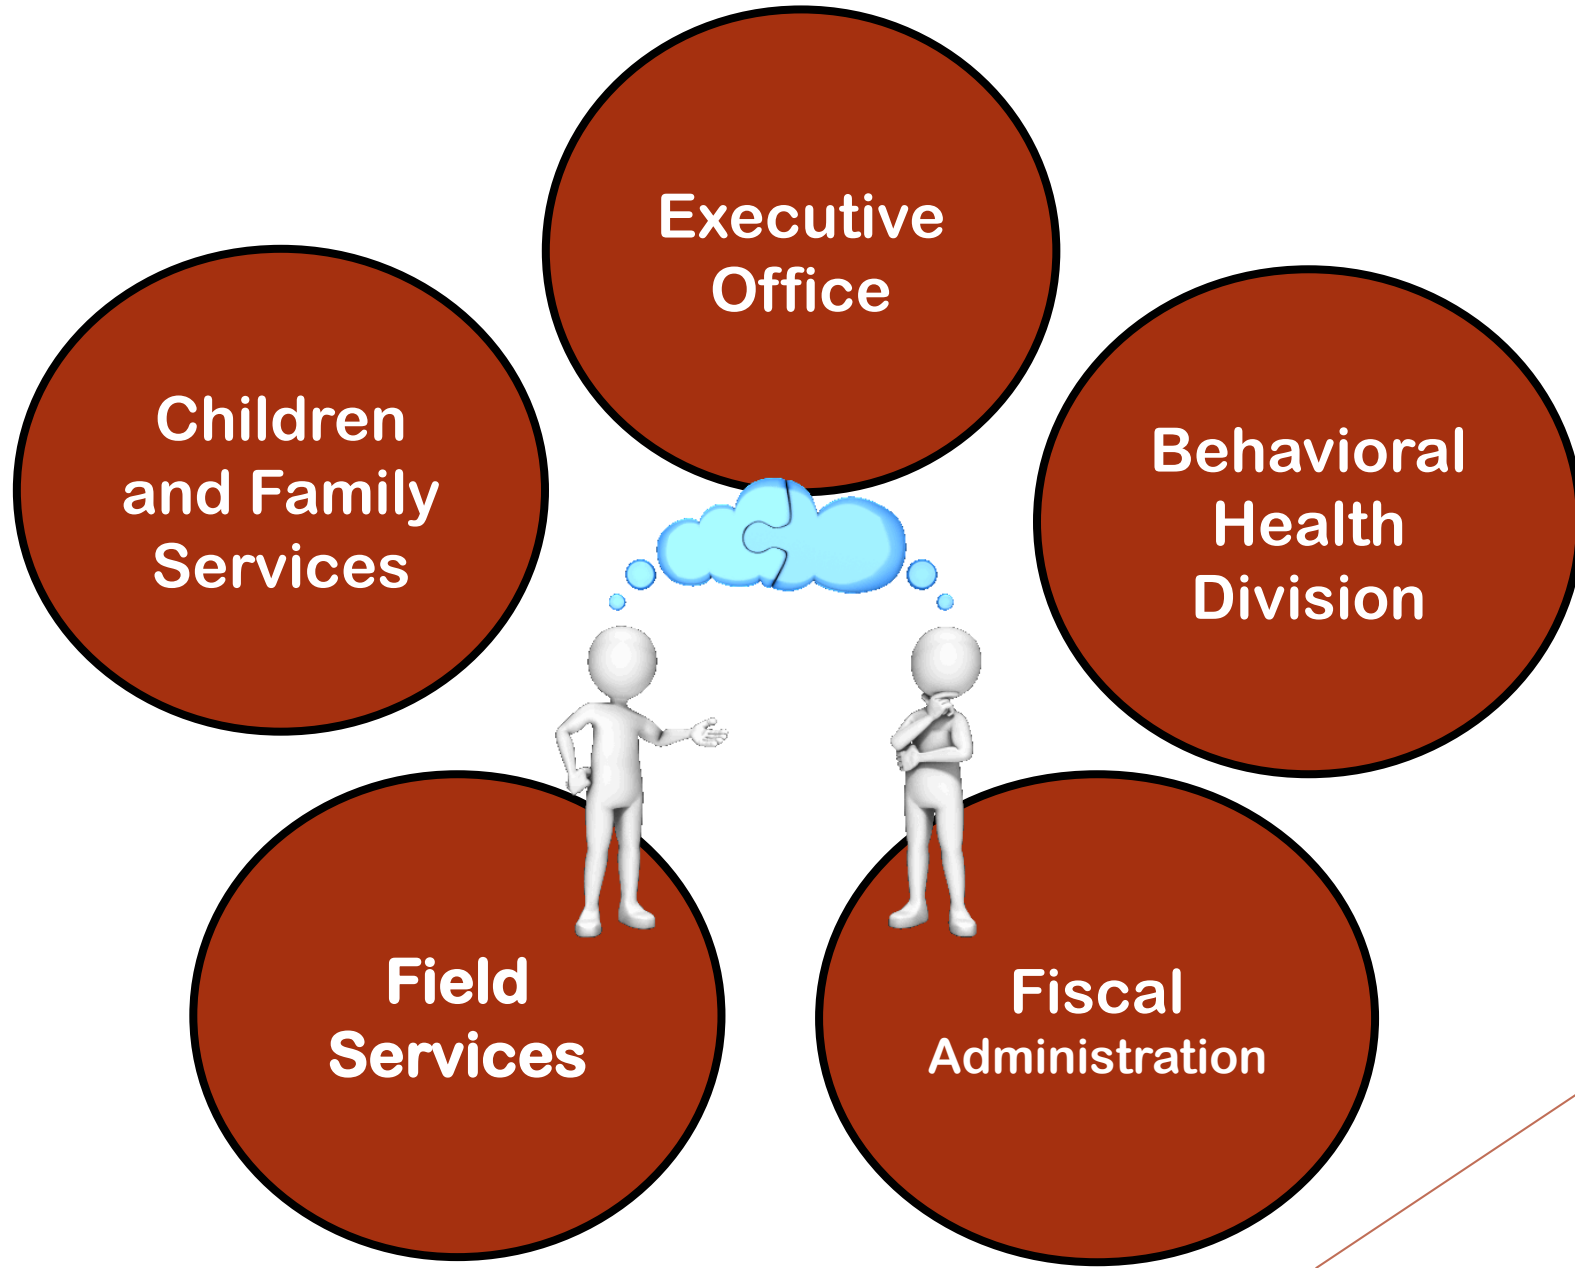 Executive
Office
Children
and Family
Services
Behavioral
Health
Division
Field
Services
Fiscal
Administration